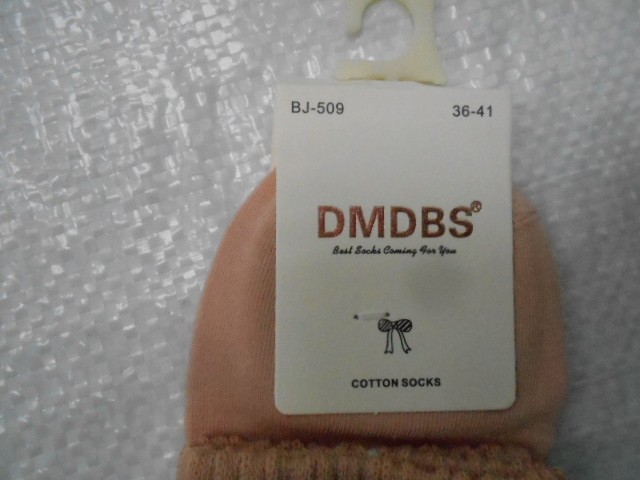 BJ-509 36-41
DMDBS®
Best Socks Coming For You
COTTON SOCKS